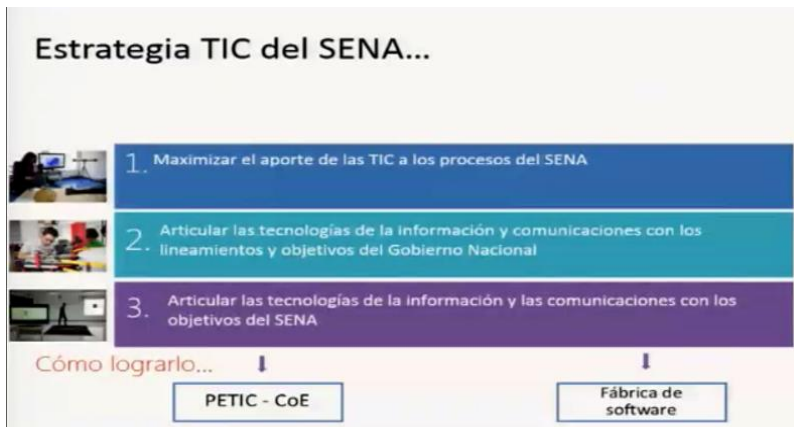 Estrategia TIC del SENA...
1. Maximizar el aporte de las TIC a los procesos del SENA
2. Articular las tecnologías de la información y comunicaciones con los
lineamientos y objetivos del Gobierno Nacional
3. Articular las tecnologías de la información y las comunicaciones con los
objetivos del SENA
Cómo lograrlo...
PETIC - CoE
Fábrica de
software